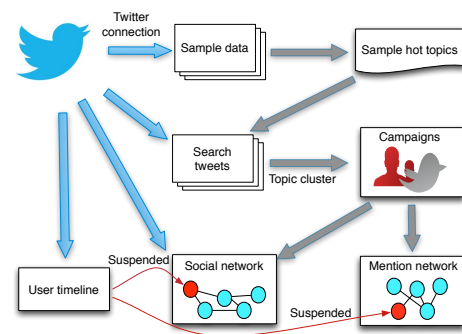 Twitter
connection
Sample data
Sample hot topics
Search
tweets
Topic cluster
Campaigns
Suspended
Social network
Mention network
User timeline
Suspended